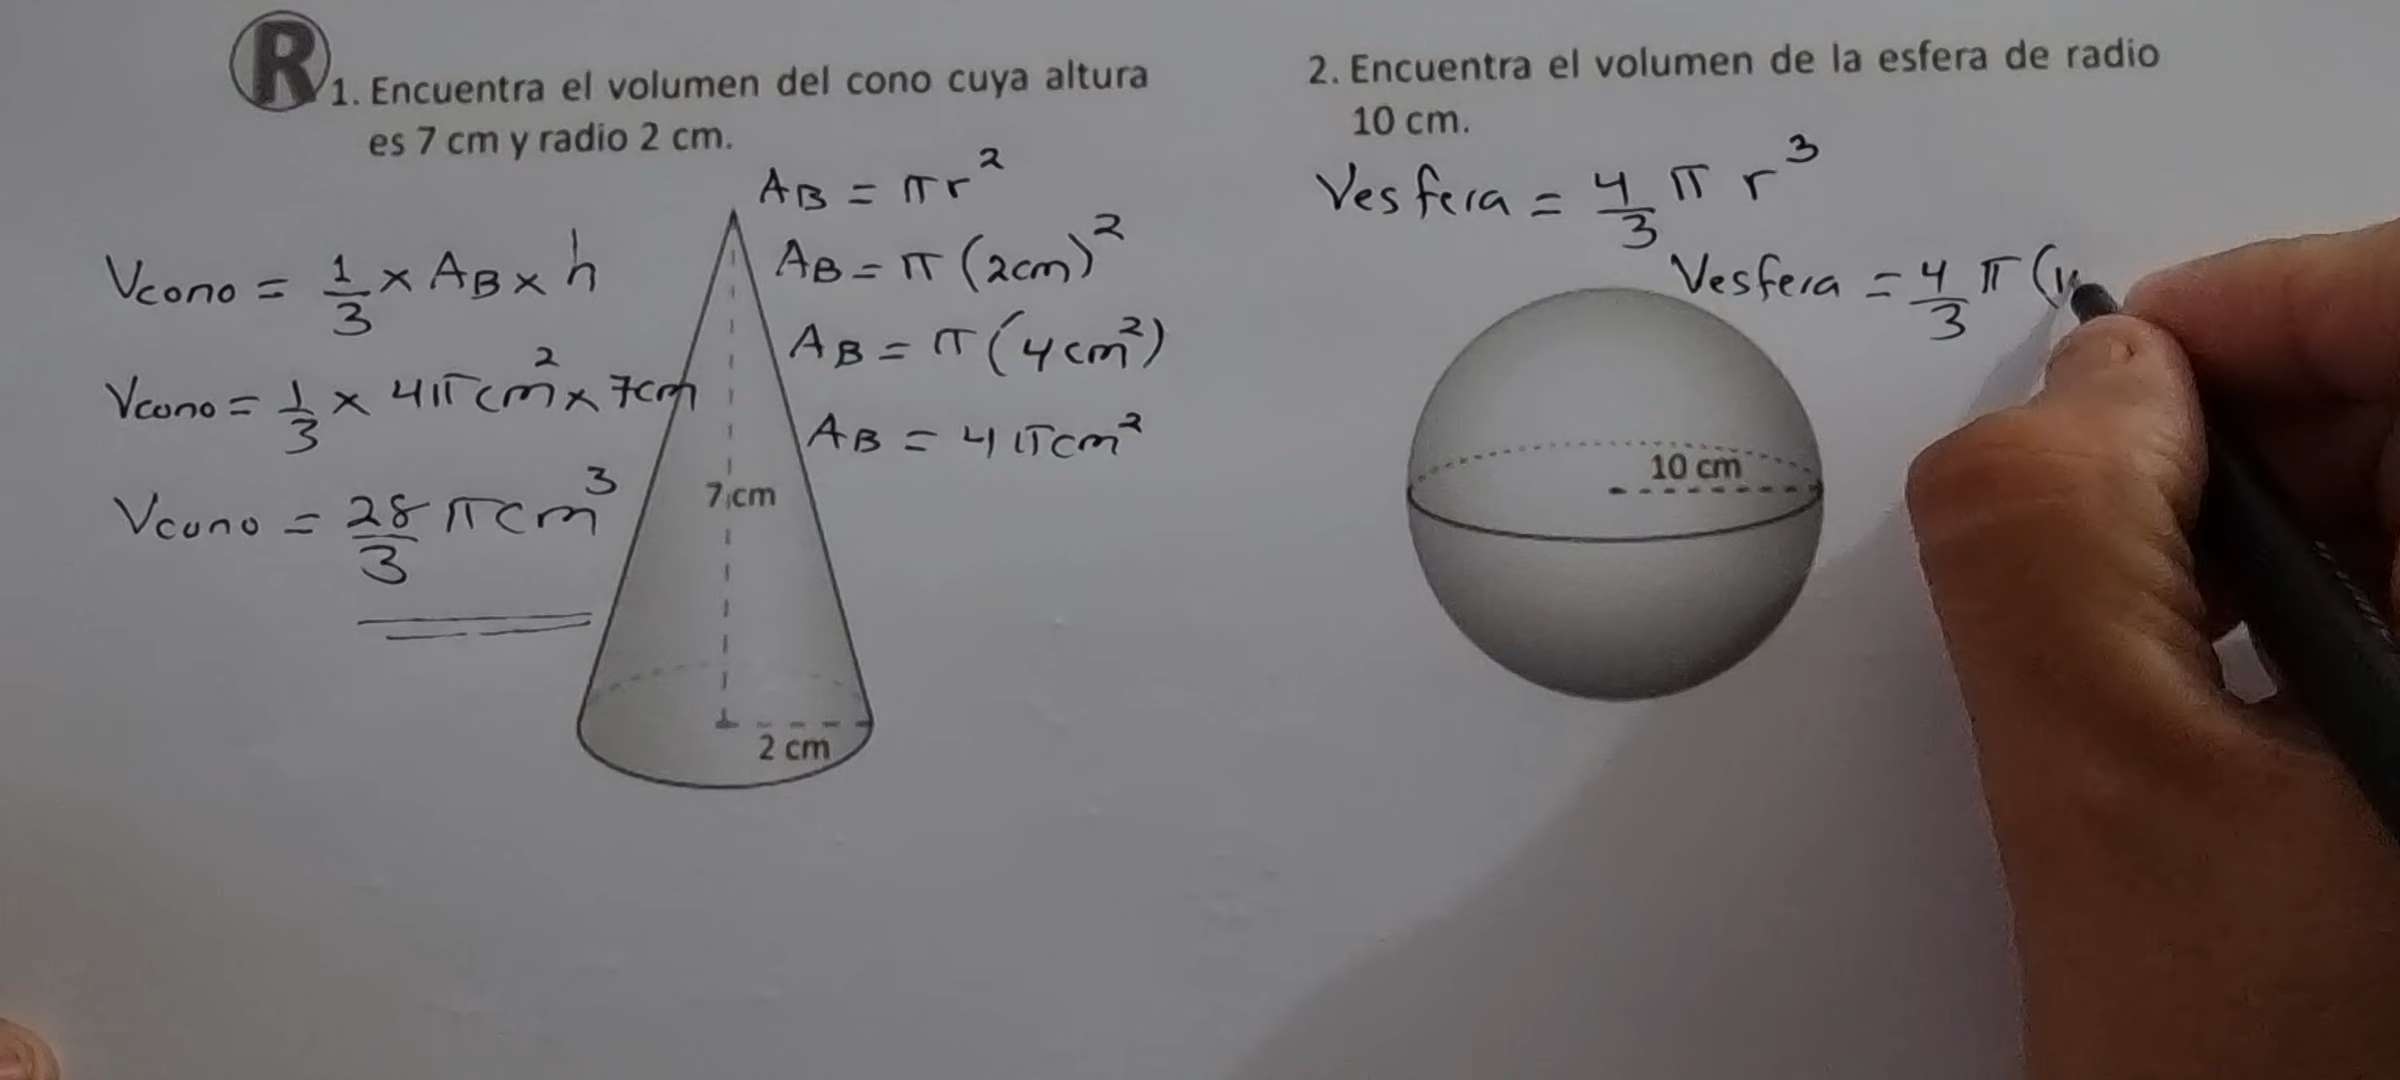 R
1. Encuentra el volumen del cono cuya altura
es 7 cm y radio 2 cm.
AB = πr²
Vcono = 1/3 × AB × h
AB = π (2cm)²
Vcono = 1/3 × 4π cm² × 7cm
AB = π (4cm²)
AB = 4πcm²
Vcono = 28/3 π cm³
7 cm
2 cm
2. Encuentra el volumen de la esfera de radio
10 cm.
Vesfera = 4/3 π r³
Vesfera = 4/3 π (
10 cm